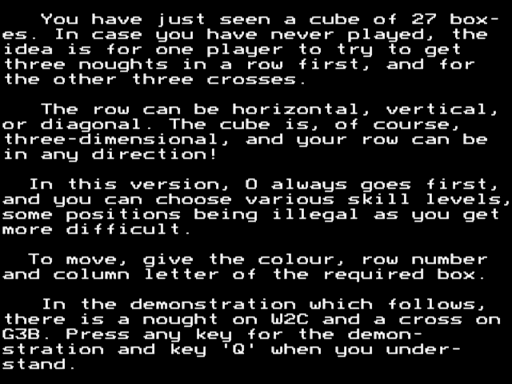 You have just seen a cube of 27 box-
es. In case you have never played, the
idea is for one player to try to get
three noughts in a row first, and for
the other three crosses.
The row can be horizontal, vertical,
or diagonal. The cube is, of course,
three-dimensional, and your row can be
in any direction!
In this version, O always goes first,
and you can choose various skill levels,
some positions being illegal as you get
more difficult.
To move, give the colour, row number
and column letter of the required box.
In the demonstration which follows,
there is a nought on W2C and a cross on
G3B. Press any key for the demon-
stration and key 'Q' when you under-
stand.